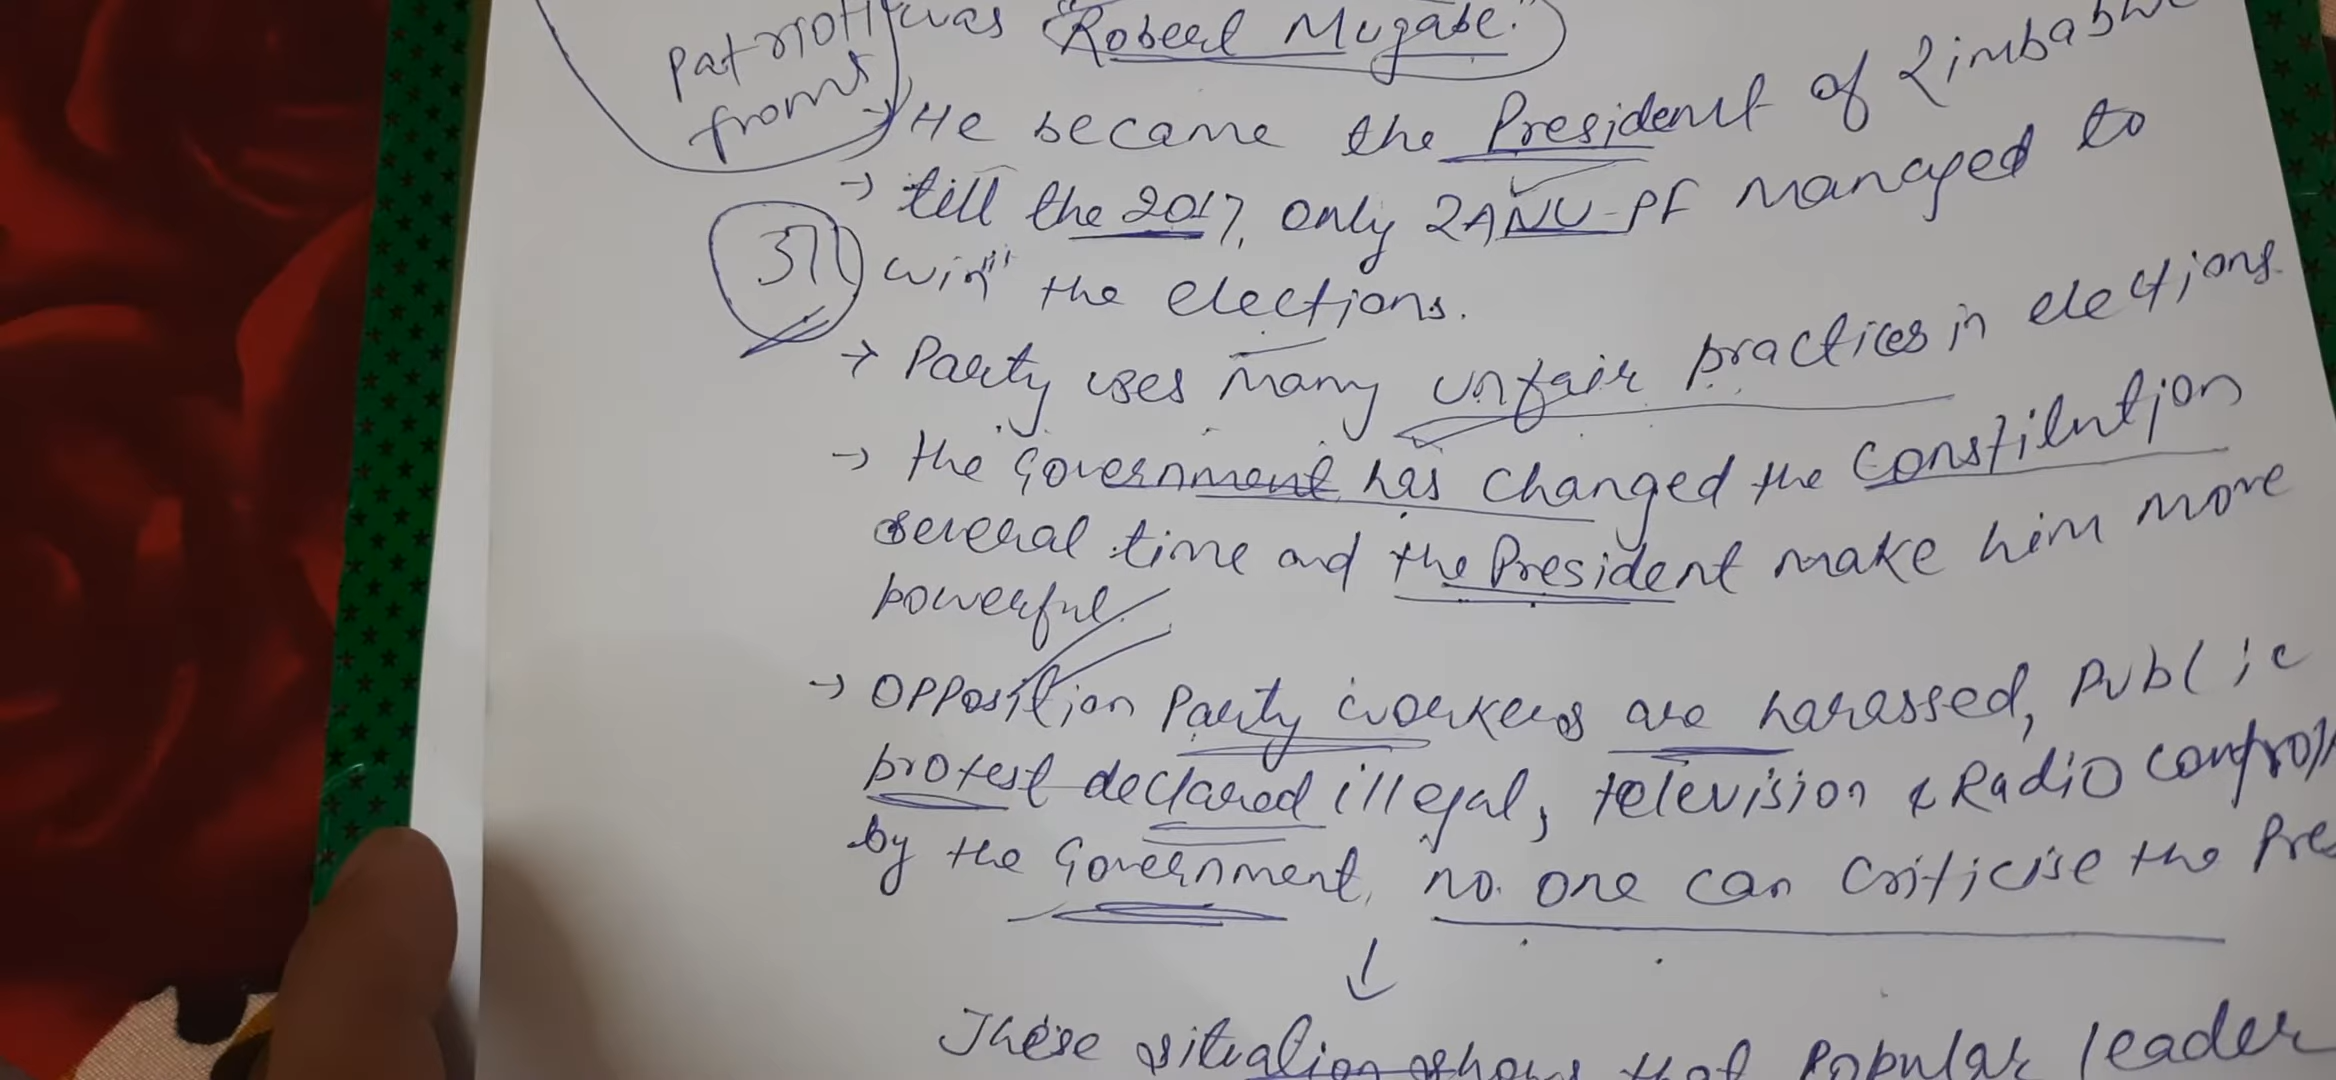 Patriotic was "Robert Mugabe."
front
→ He became the President of Zimbabwe
→ till the 2017, only ZANU-PF managed to
37 win" the elections.
→ Party uses many unfair practices in elections.
→ the Government has changed the Constitution
several time and the President make him more
powerful
→ Opposition Party workers are harassed, Public
protest declared illegal, television & Radio controll
by the Government, no one can criticise the Pres
↓
These situation shows that Popular leader